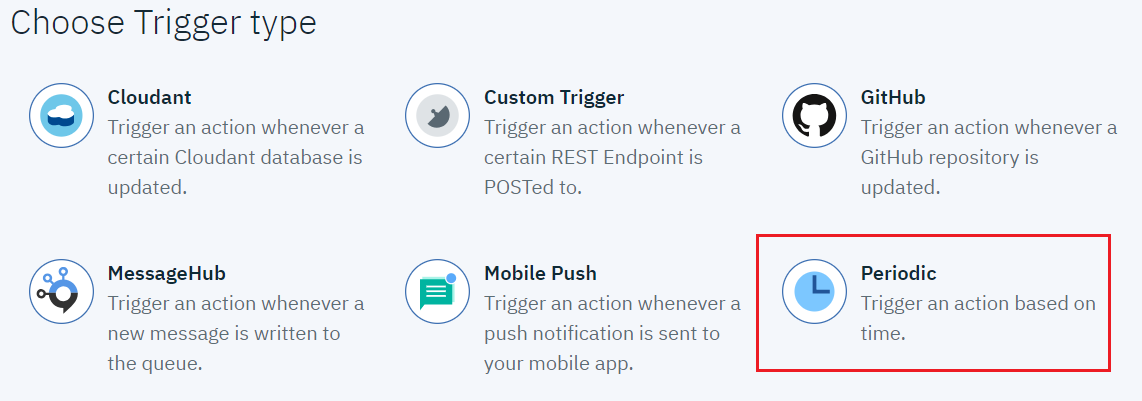 Choose Trigger type
Cloudant
Trigger an action whenever a
certain Cloudant database is
updated.
Custom Trigger
Trigger an action whenever a
certain REST Endpoint is
POSTed to.
GitHub
Trigger an action whenever a
GitHub repository is
updated.
MessageHub
Trigger an action whenever a
new message is written to
the queue.
Mobile Push
Trigger an action whenever a
push notification is sent to
your mobile app.
Periodic
Trigger an action based on
time.